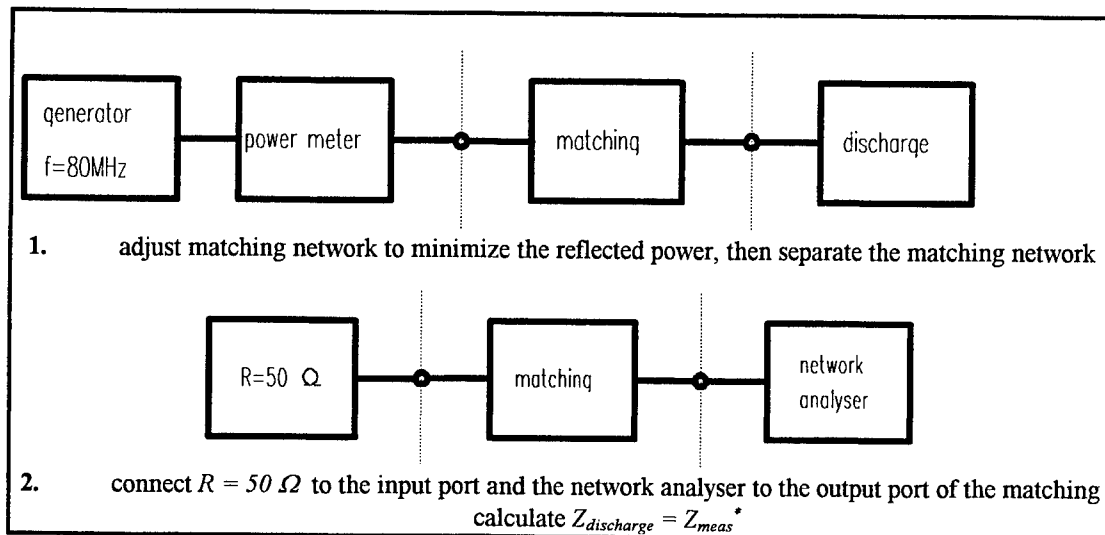 generator
f=80MHz
power meter
matching
discharge
1. adjust matching network to minimize the reflected power, then separate the matching network
R=50 Ω
matching
network
analyser
2. connect R = 50 Ω to the input port and the network analyser to the output port of the matching
calculate Z_discharge = Z_meas*